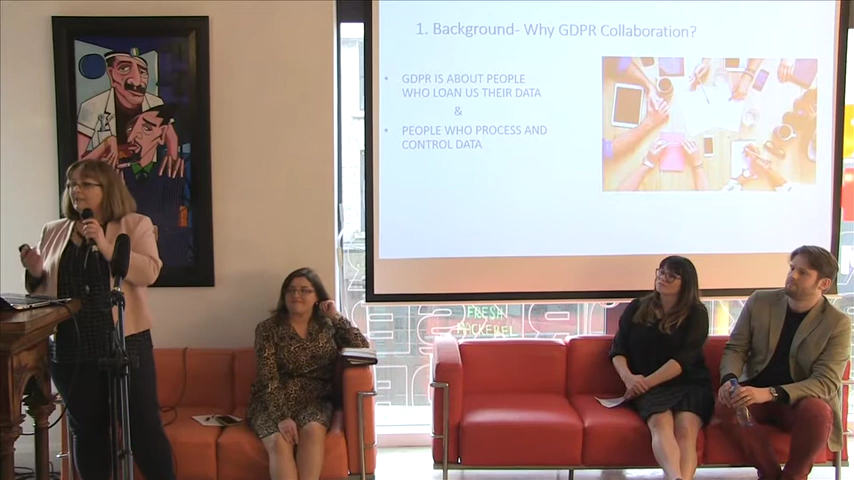 1. Background- Why GDPR Collaboration?
• GDPR IS ABOUT PEOPLE
WHO LOAN US THEIR DATA
&
• PEOPLE WHO PROCESS AND
CONTROL DATA
FRESH
MACKEREL